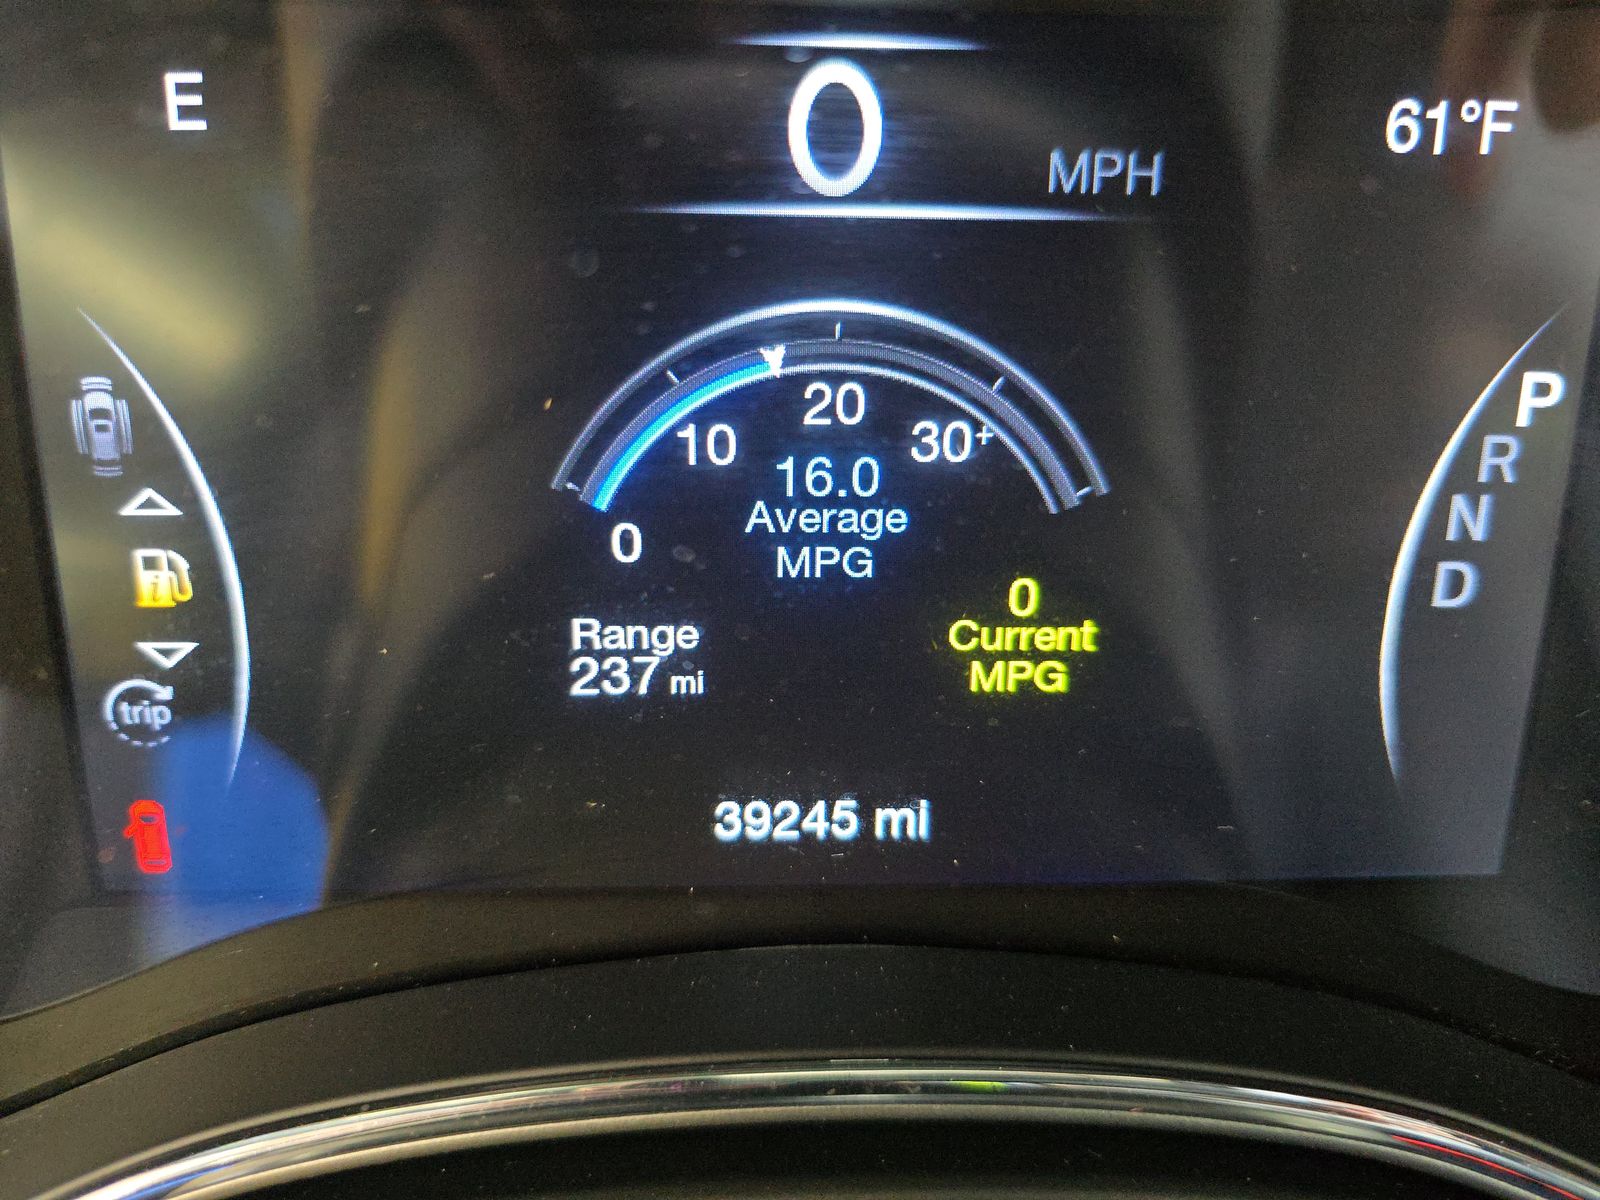 E
0
MPH
61°F
10
20
30+
0
16.0
Average
MPG
Range
237 mi
0
Current
MPG
trip
P
R
N
D
39245 mi